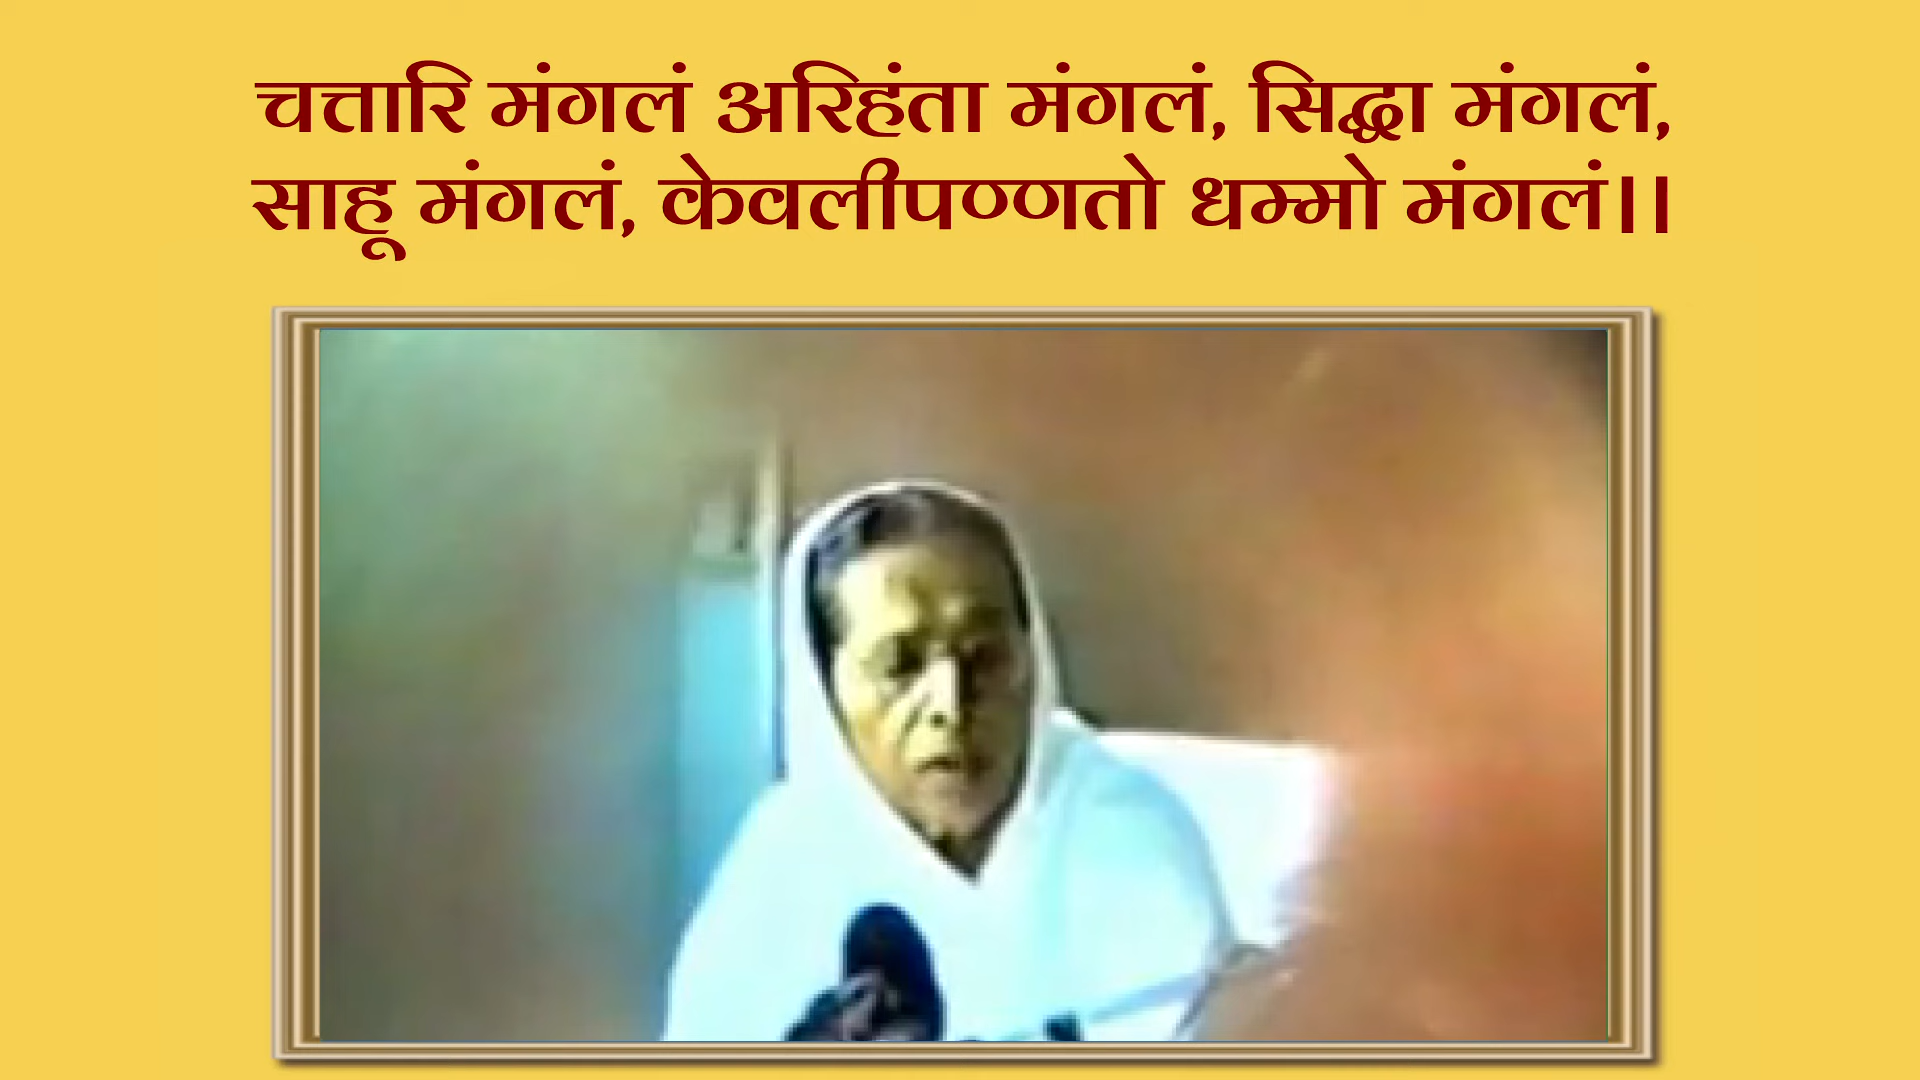 चत्तारि मंगलं अरिहंता मंगलं, सिद्धा मंगलं,
साहू मंगलं, केवलीपण्णतो धम्मो मंगलं।।